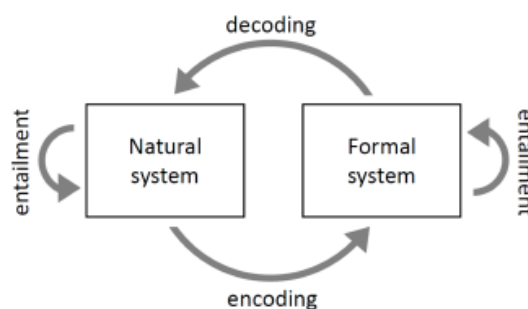 decoding
entailment
Natural
system
Formal
system
entailment
encoding